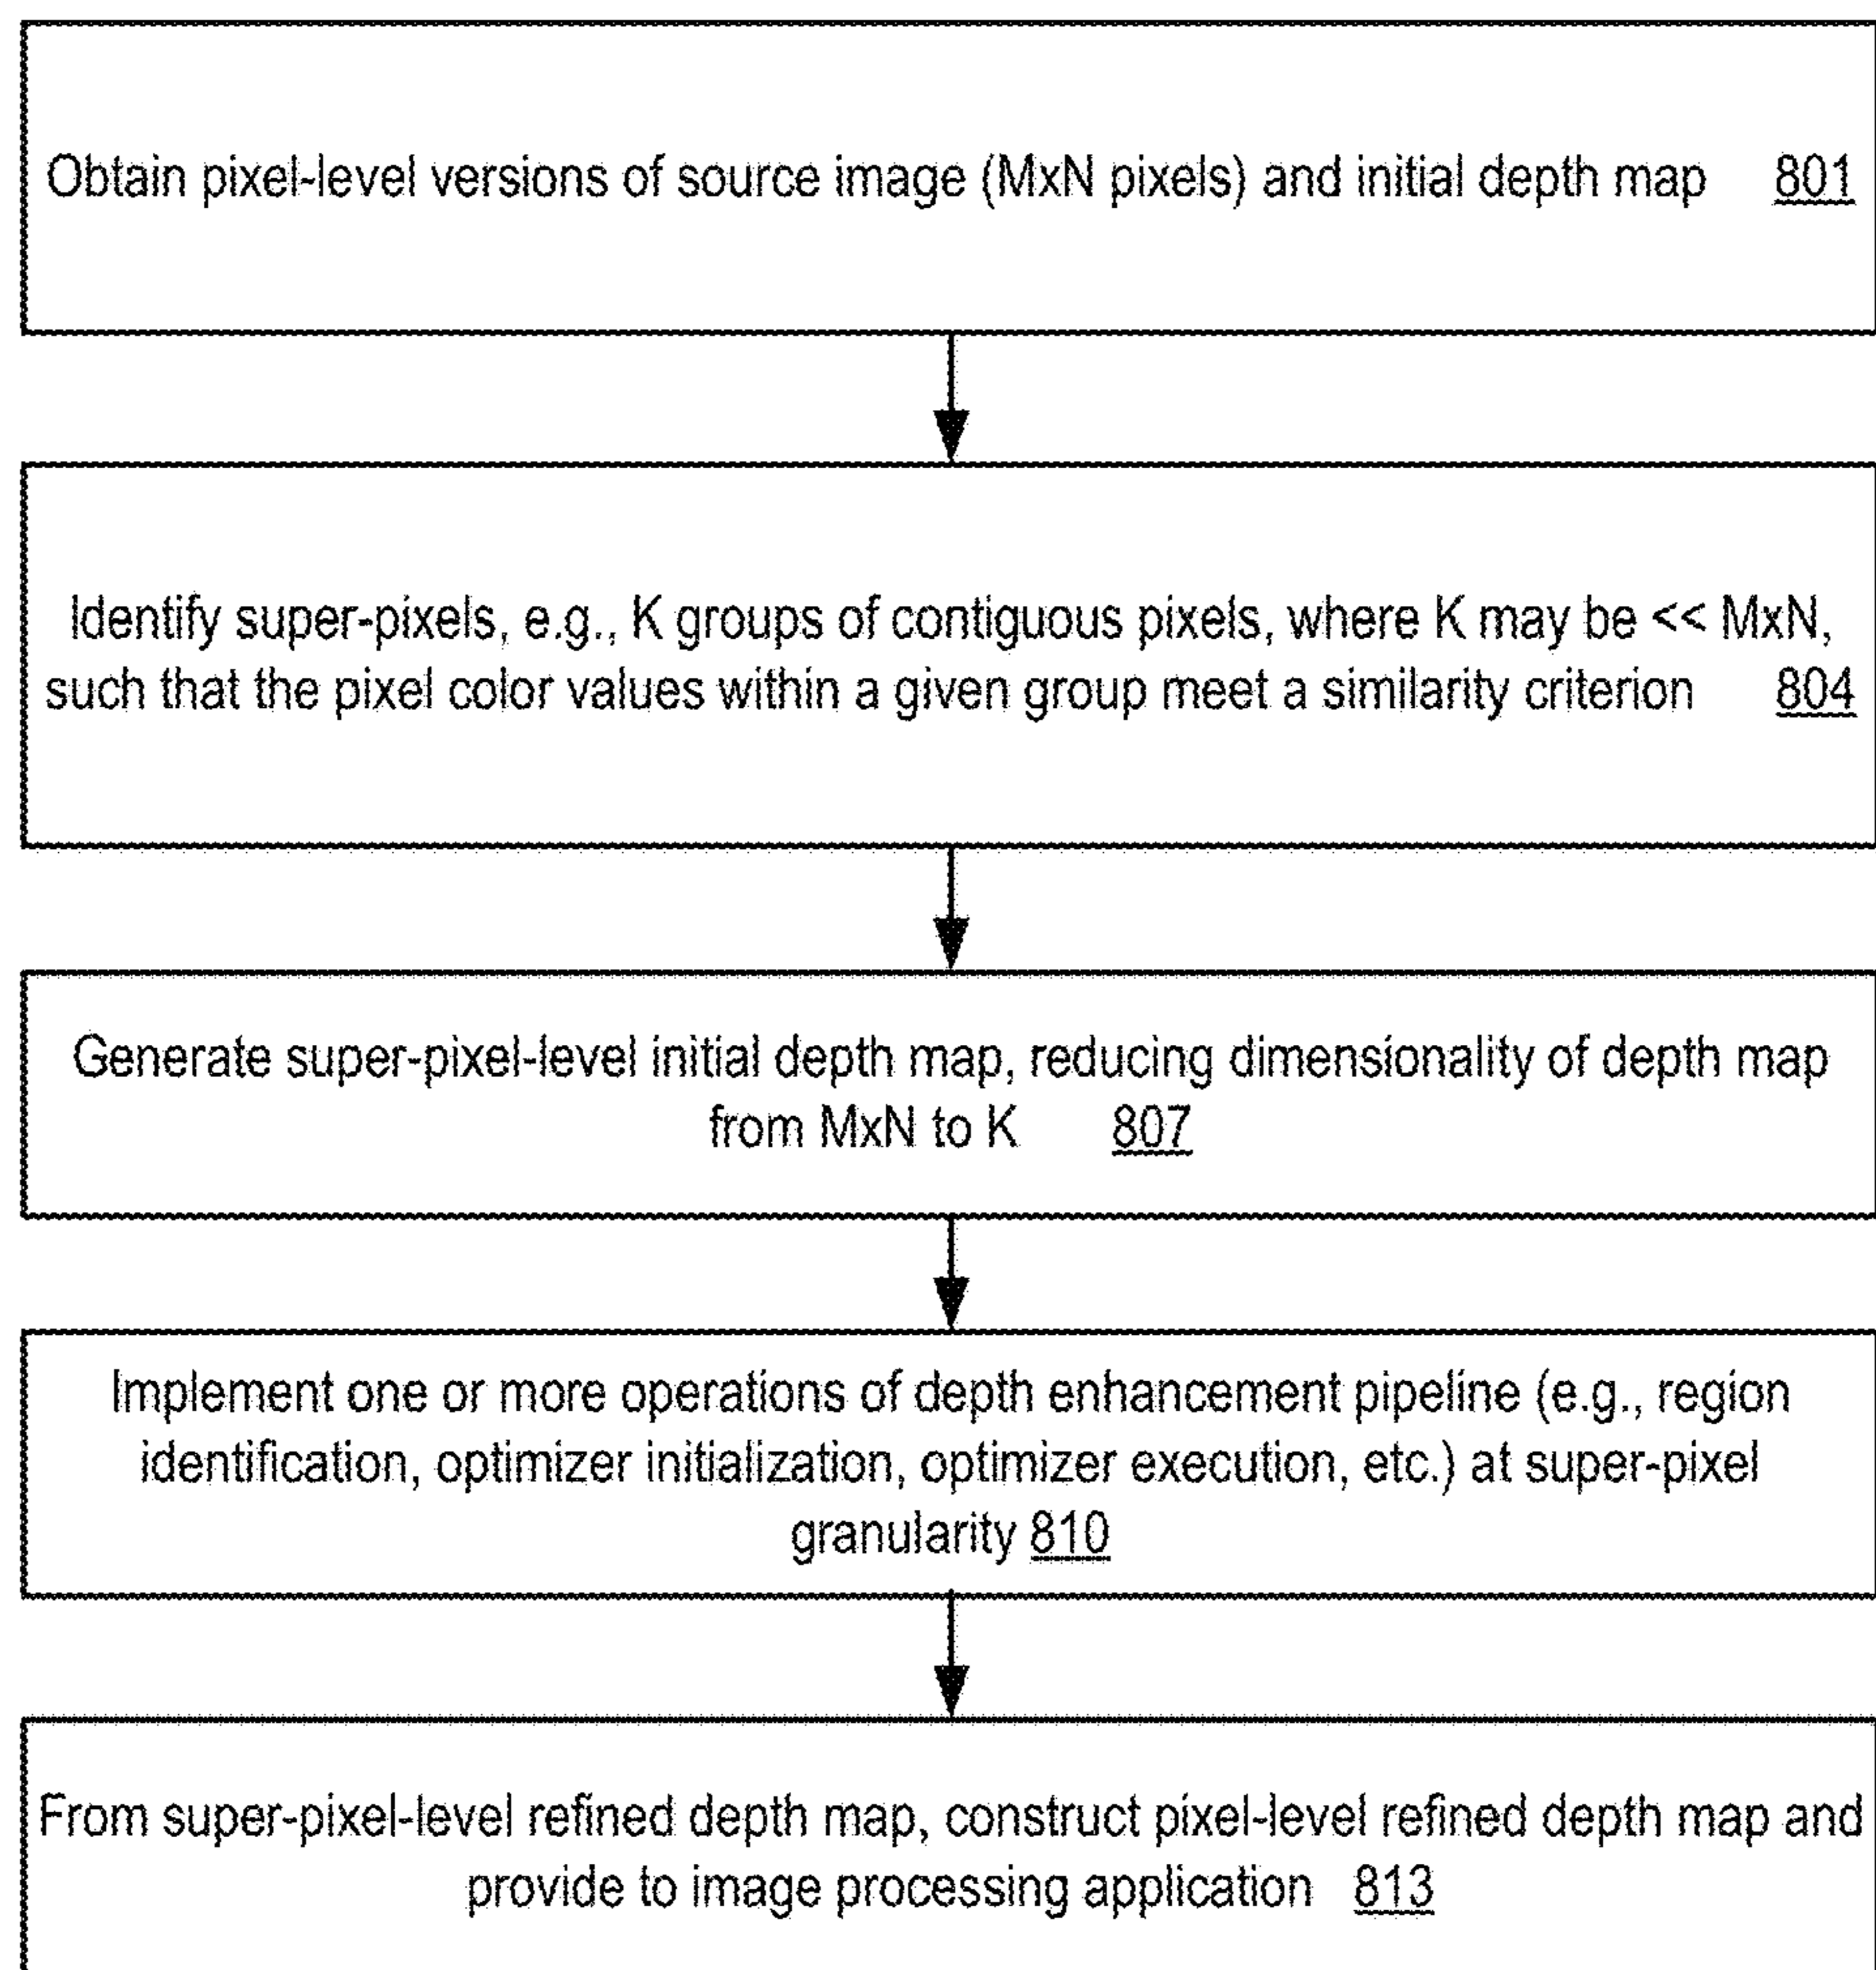 Obtain pixel-level versions of source image (MxN pixels) and initial depth map 801
Identify super-pixels, e.g., K groups of contiguous pixels, where K may be << MxN,
such that the pixel color values within a given group meet a similarity criterion 804
Generate super-pixel-level initial depth map, reducing dimensionality of depth map
from MxN to K 807
Implement one or more operations of depth enhancement pipeline (e.g., region
identification, optimizer initialization, optimizer execution, etc.) at super-pixel
granularity 810
From super-pixel-level refined depth map, construct pixel-level refined depth map and
provide to image processing application 813